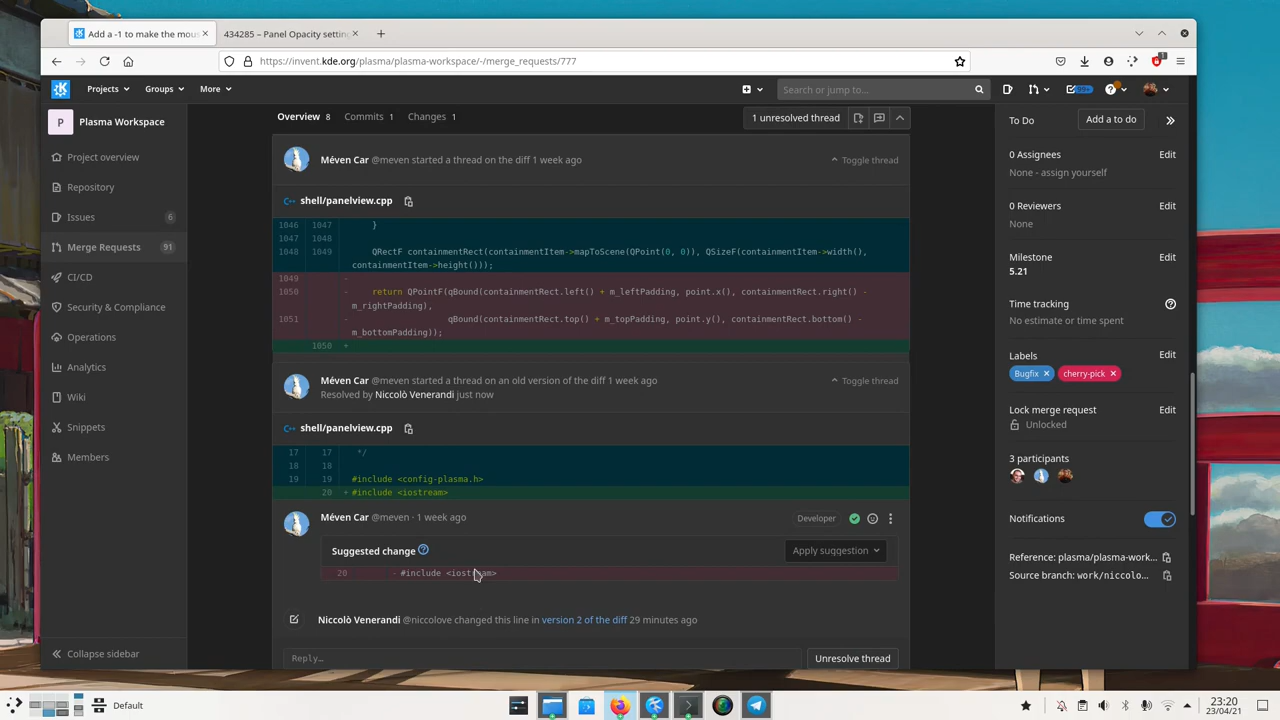 Add a -1 to make the mous
434285 – Panel Opacity setting
https://invent.kde.org/plasma/plasma-workspace/-/merge_requests/777
1
Projects
Groups
More
Search or jump to...
99+
P
Plasma Workspace
Project overview
Repository
Issues 6
Merge Requests 91
CI/CD
Security & Compliance
Operations
Analytics
Wiki
Snippets
Members
Collapse sidebar
Overview 8 Commits 1 Changes 1
1 unresolved thread
Méven Car @meven started a thread on the diff 1 week ago
Toggle thread
C++ shell/panelview.cpp
1046 1047 }
1047 1048
1048 1049 QRectF containmentRect(containmentItem->mapToScene(QPoint(0, 0)), QSizeF(containmentItem->width(),
containmentItem->height()));
1049 -
1050 - return QPointF(qBound(containmentRect.left() + m_leftPadding, point.x(), containmentRect.right() -
m_rightPadding),
1051 - qBound(containmentRect.top() + m_topPadding, point.y(), containmentRect.bottom() -
m_bottomPadding));
1050 +
Méven Car @meven started a thread on an old version of the diff 1 week ago
Toggle thread
Resolved by Niccolò Venerandi just now
C++ shell/panelview.cpp
17 17 */
18 18
19 19 #include <config-plasma.h>
20 + #include <iostream>
Méven Car @meven · 1 week ago
Developer
Suggested change
Apply suggestion
20 - #include <iostream>
Niccolò Venerandi @niccolove changed this line in version 2 of the diff 29 minutes ago
Reply…
Unresolve thread
To Do
Add a to do
0 Assignees
Edit
None - assign yourself
0 Reviewers
Edit
None
Milestone
Edit
5.21
Time tracking
No estimate or time spent
Labels
Edit
Bugfix
cherry-pick
Lock merge request
Edit
Unlocked
3 participants
Notifications
Reference: plasma/plasma-work...
Source branch: work/niccolo...
Default
23:20
23/04/21